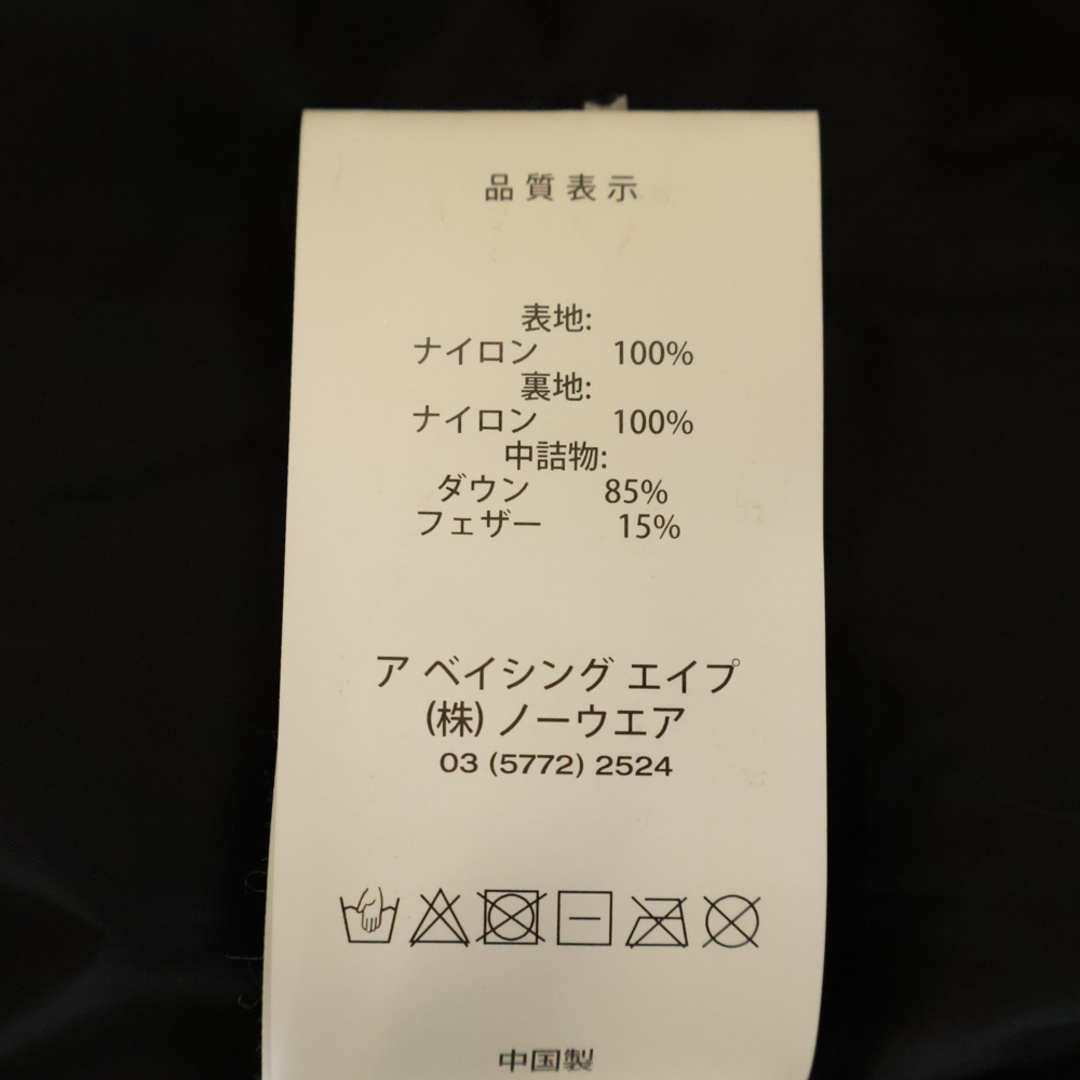 品質表示
表地:
ナイロン 100%
裏地:
ナイロン 100%
中詰物:
ダウン 85%
フェザー 15%
ア ベイシング エイプ
(株) ノーウエア
03 (5772) 2524
中国製